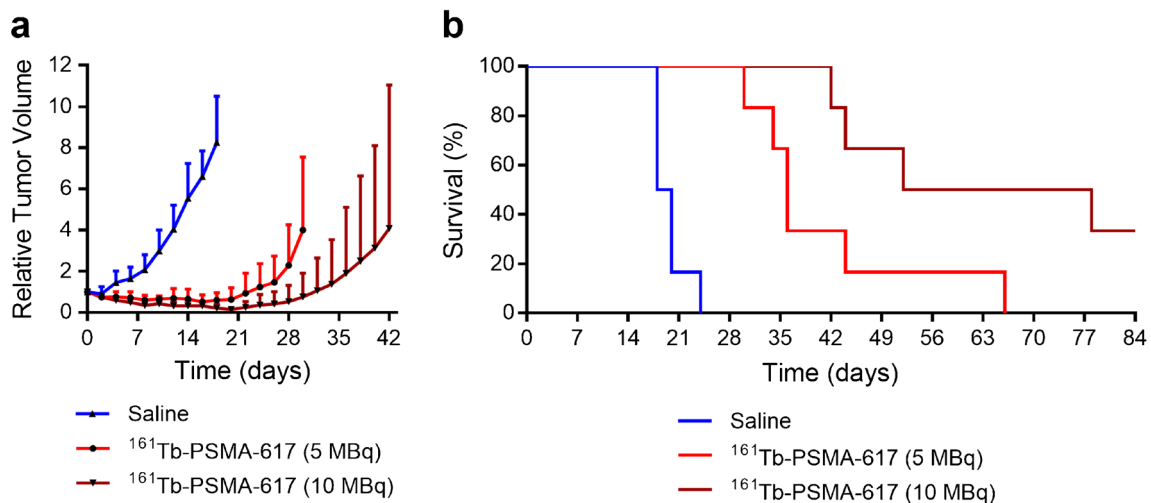 a
Relative Tumor Volume
12
10
8
6
4
2
0
0 7 14 21 28 35 42
Time (days)
Saline
¹⁶¹Tb-PSMA-617 (5 MBq)
¹⁶¹Tb-PSMA-617 (10 MBq)
b
Survival (%)
100
80
60
40
20
0
0 7 14 21 28 35 42 49 56 63 70 77 84
Time (days)
Saline
¹⁶¹Tb-PSMA-617 (5 MBq)
¹⁶¹Tb-PSMA-617 (10 MBq)